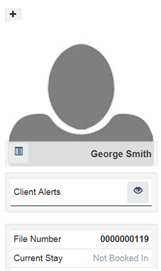 George Smith
Client Alerts
File Number 0000000119
Current Stay Not Booked In